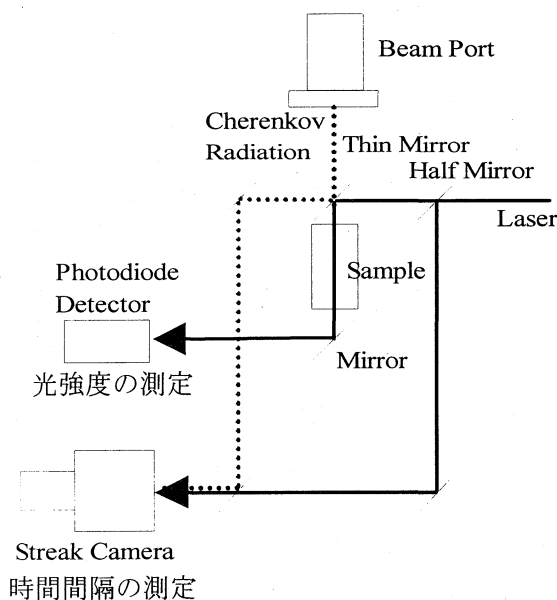 Beam Port
Cherenkov
Radiation
Thin Mirror
Half Mirror
Laser
Photodiode
Detector
Sample
Mirror
光強度の測定
Streak Camera
時間間隔の測定